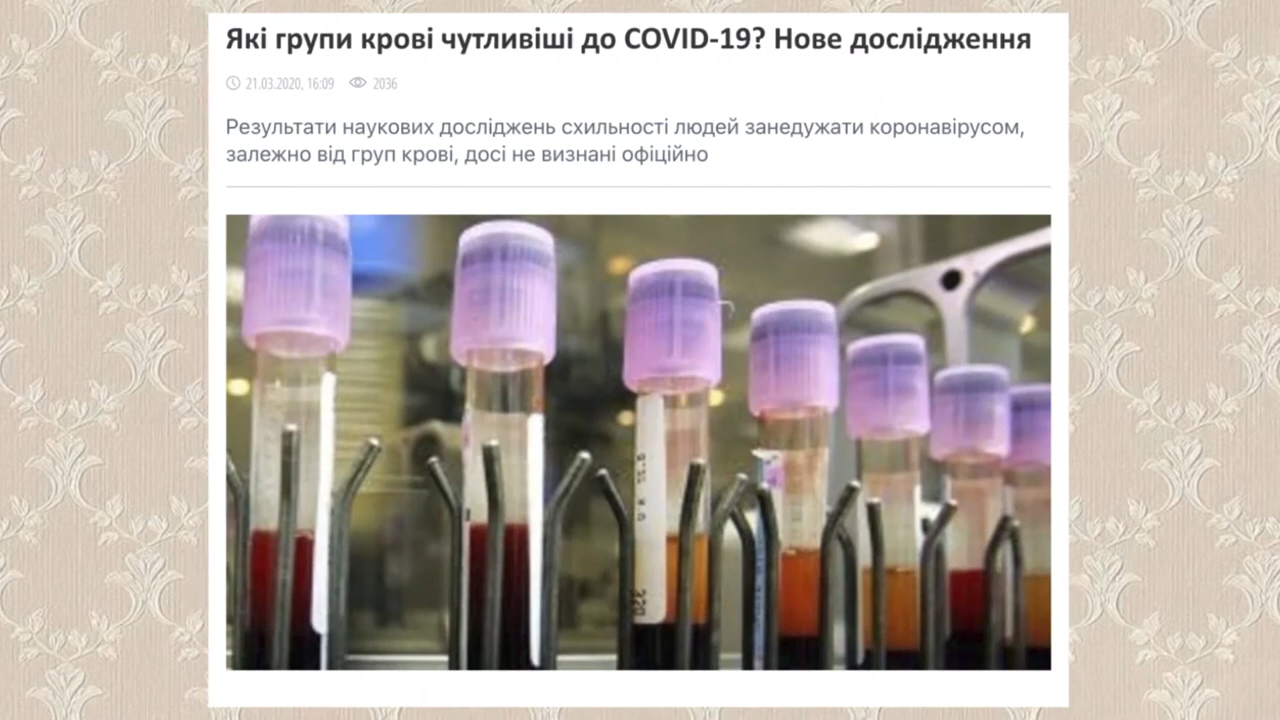 Які групи крові чутливіші до COVID-19? Нове дослідження
21.03.2020, 16:09 2036
Результати наукових досліджень схильності людей занедужати коронавірусом,
залежно від груп крові, досі не визнані офіційно